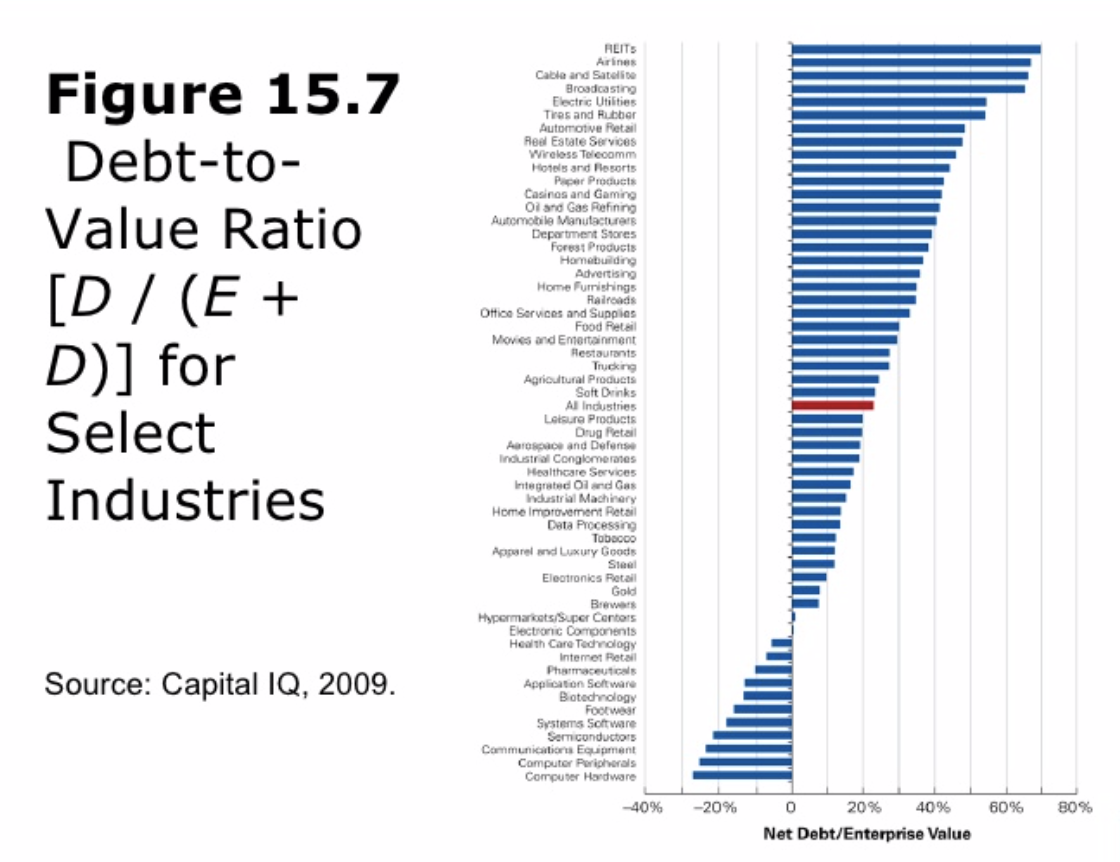 Figure 15.7
Debt-to-
Value Ratio
[D / (E +
D)] for
Select
Industries
Source: Capital IQ, 2009.
REITs
Airlines
Cable and Satellite
Broadcasting
Electric Utilities
Tires and Rubber
Automotive Retail
Real Estate Services
Wireless Telecomm
Hotels and Resorts
Paper Products
Casinos and Gaming
Oil and Gas Refining
Automobile Manufacturers
Department Stores
Forest Products
Homebuilding
Advertising
Home Furnishings
Railroads
Office Services and Supplies
Food Retail
Movies and Entertainment
Restaurants
Trucking
Agricultural Products
Soft Drinks
All Industries
Leisure Products
Drug Retail
Aerospace and Defense
Industrial Conglomerates
Healthcare Services
Integrated Oil and Gas
Industrial Machinery
Home Improvement Retail
Data Processing
Tobacco
Apparel and Luxury Goods
Steel
Electronics Retail
Gold
Brewers
Hypermarkets/Super Centers
Electronic Components
Health Care Technology
Internet Retail
Pharmaceuticals
Application Software
Biotechnology
Footwear
Systems Software
Semiconductors
Communications Equipment
Computer Peripherals
Computer Hardware
–40% –20% 0 20% 40% 60% 80%
Net Debt/Enterprise Value